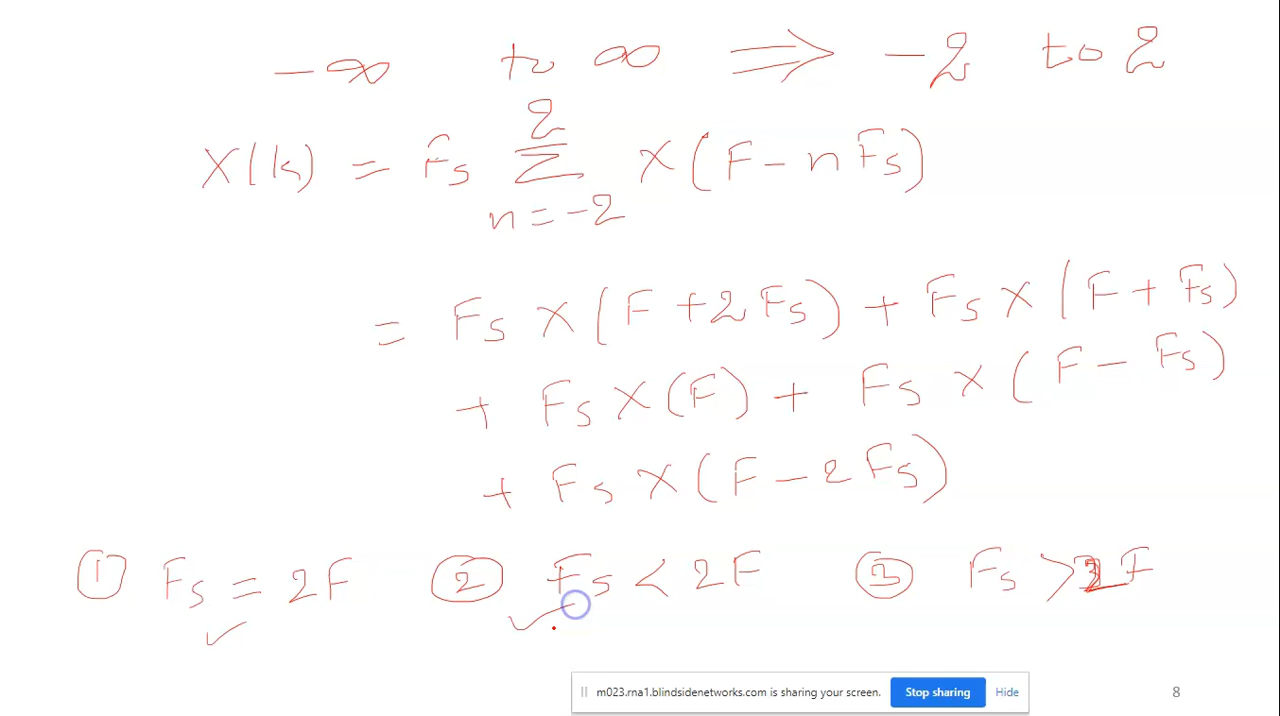 -∞ to ∞ ⇒ -2 to 2
X(k) = Fs 2∑n=-2 X(F - nFs)
= Fs X(F + 2Fs) + Fs X(F + Fs)
+ Fs X(F) + Fs X(F - Fs)
+ Fs X(F - 2Fs)
① Fs = 2F ② Fs < 2F ③ Fs > 2F
m023.rna1.blindsidenetworks.com is sharing your screen. Stop sharing Hide 8